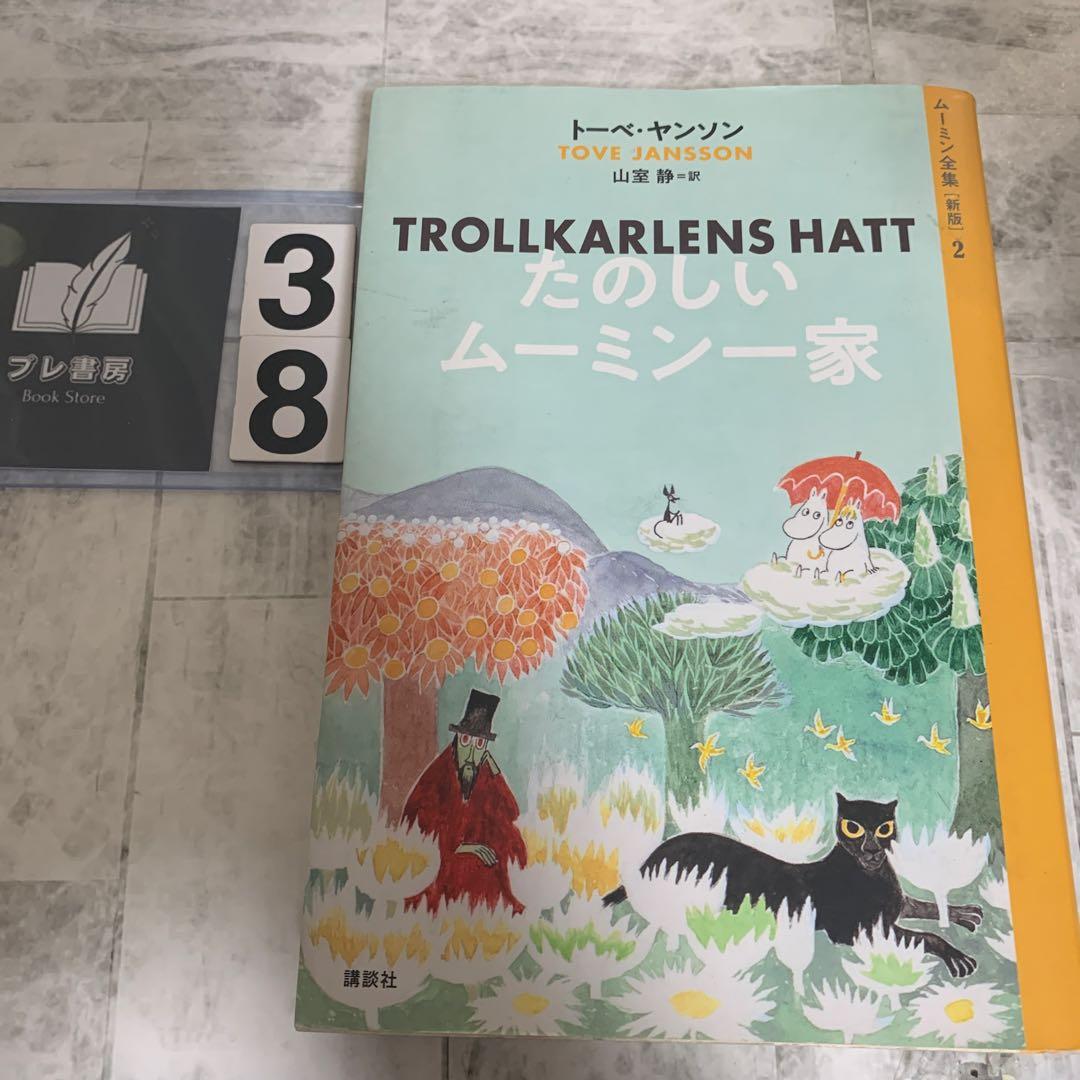 トーベ・ヤンソン
TOVE JANSSON
山室 静=訳
TROLLKARLENS HATT
たのしい
ムーミン一家
講談社
ムーミン全集[新版] 2
3
8
ブレ書房
Book Store